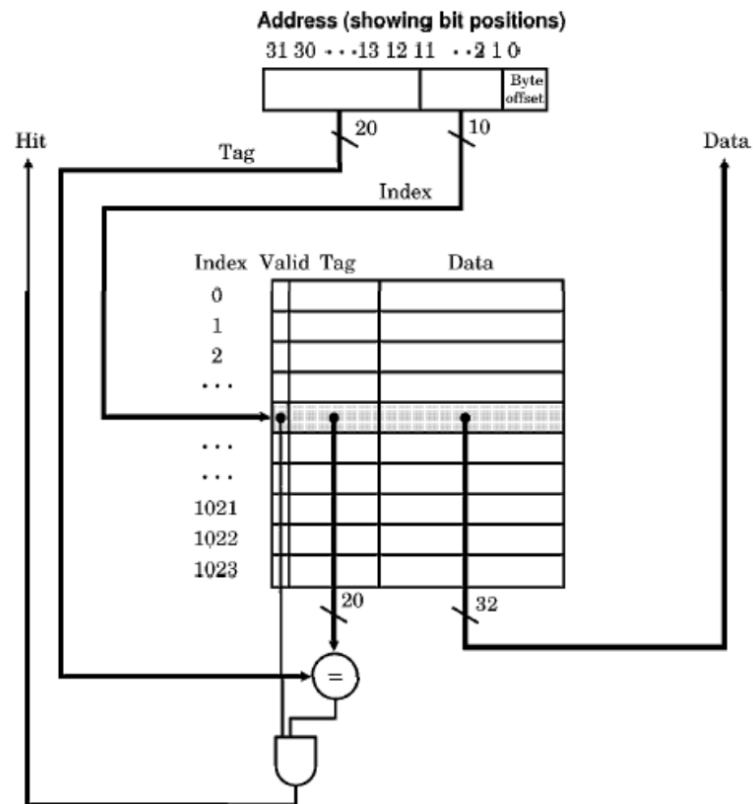 Address (showing bit positions)
31 30 ···13 12 11 ··2 1 0
Byte
offset
20 10
Hit
Tag
Data
Index
Index Valid Tag Data
0
1
2
···
···
···
1021
1022
1023
20 32
=